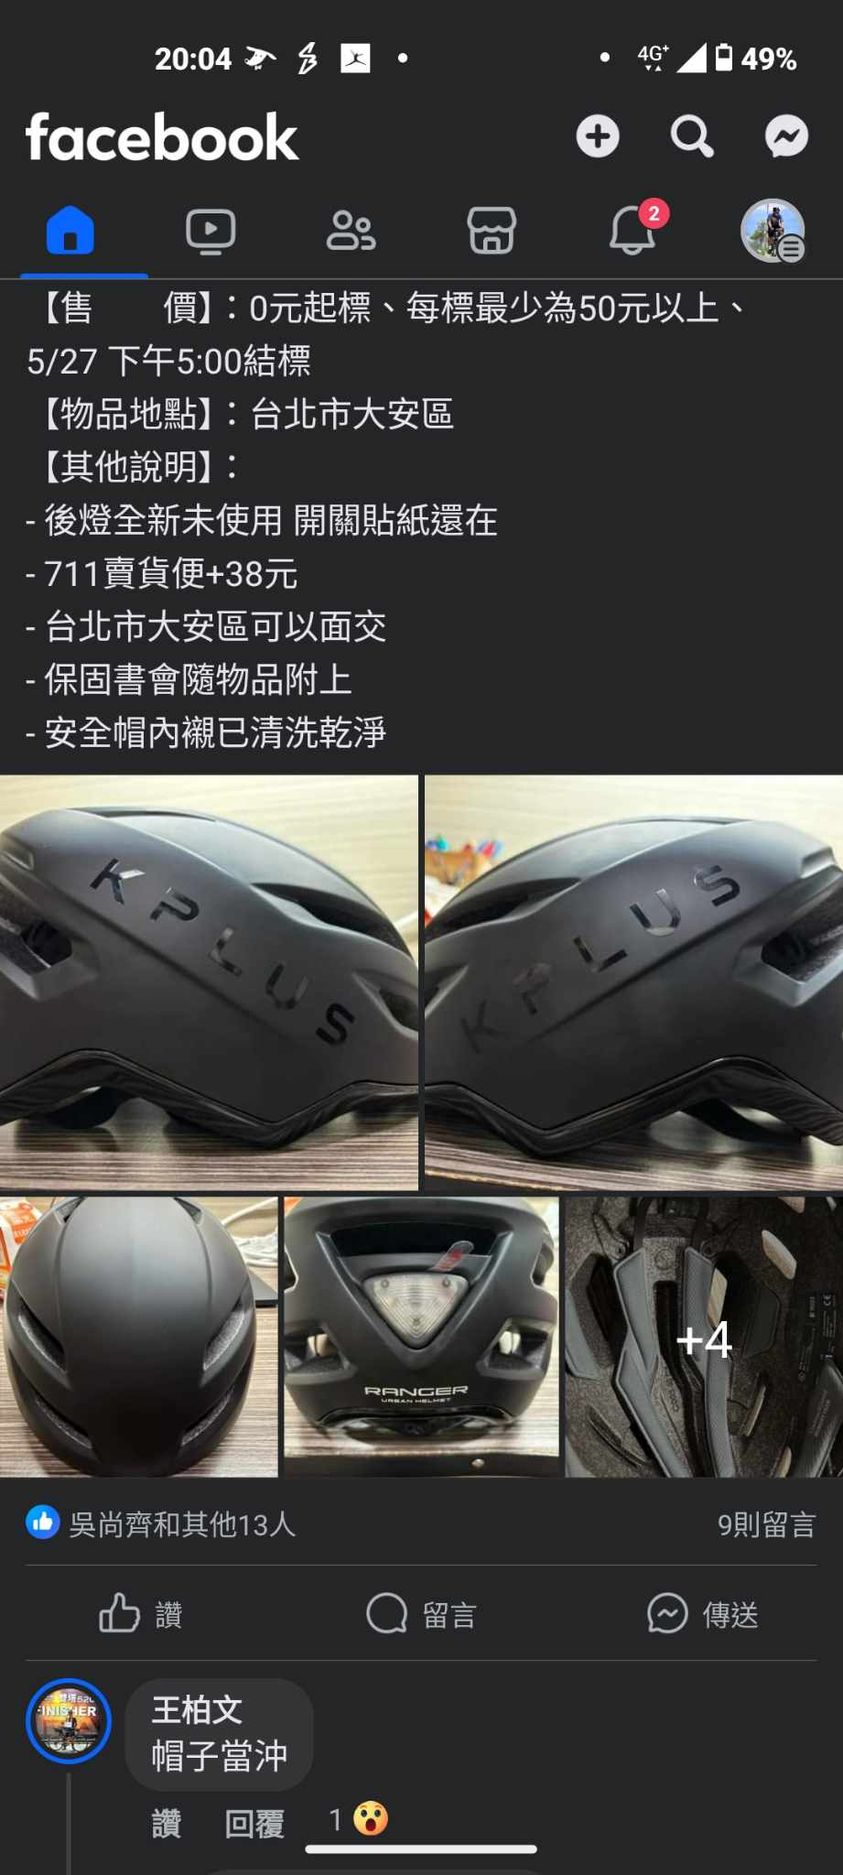 20:04
4G+
49%
facebook
2
【售　　價】：0元起標、每標最少為50元以上、
5/27 下午5:00結標
【物品地點】：台北市大安區
【其他說明】：
- 後燈全新未使用 開關貼紙還在
- 711賣貨便+38元
- 台北市大安區可以面交
- 保固書會隨物品附上
- 安全帽內襯已清洗乾淨
KPLUS
KPLUS
RANGER
URBAN HELMET
+4
吳尚齊和其他13人
9則留言
讚
留言
傳送
FINISHER
王柏文
帽子當沖
讚
回覆
1